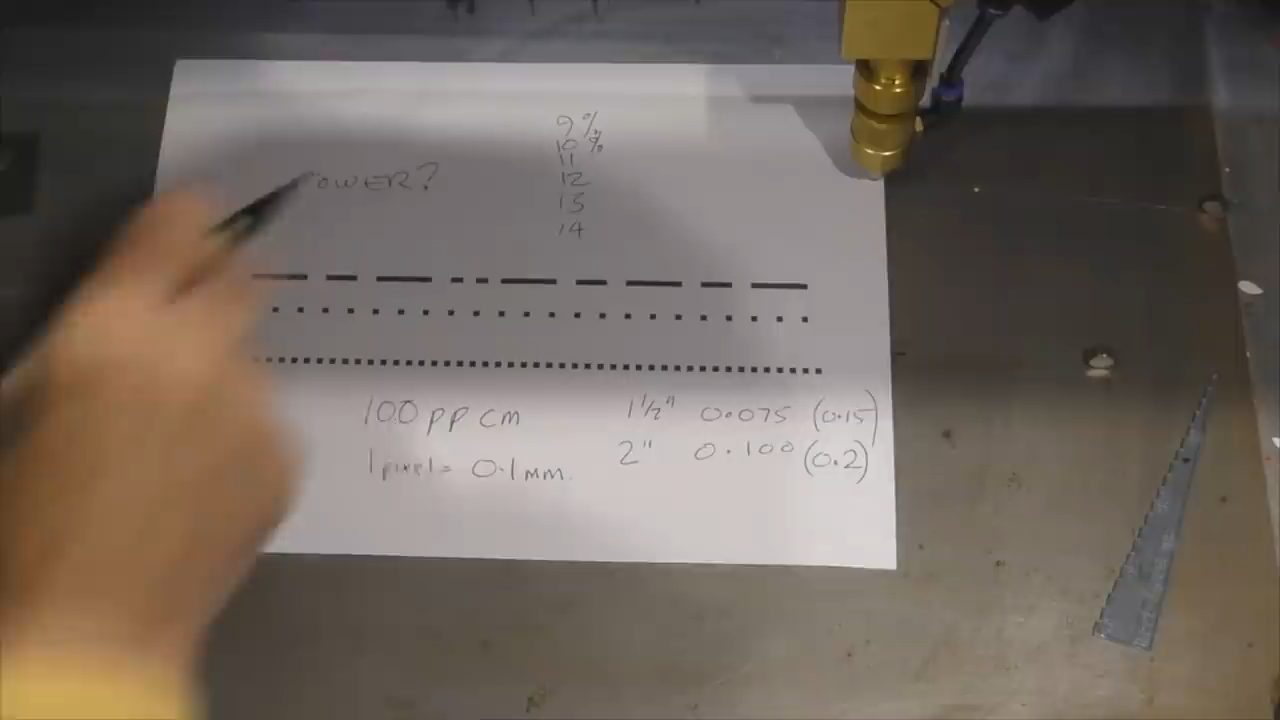 9%
10%
11
12
13
14
POWER?
100 pp cm
1 pixel = 0.1mm.
1½" 0.075 (0.15)
2" 0.100 (0.2)